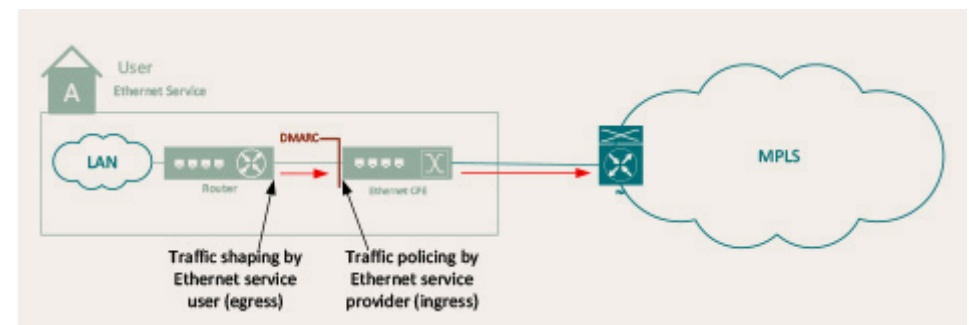 User
A
Ethernet Service
DMARC
LAN
MPLS
Router
Ethernet CPE
Traffic shaping by
Ethernet service
user (egress)
Traffic policing by
Ethernet service
provider (ingress)